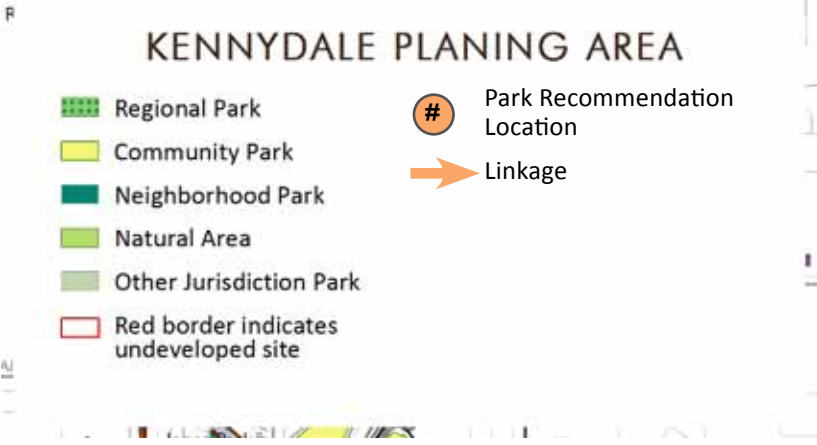 KENNYDALE PLANING AREA
Regional Park
Community Park
Neighborhood Park
Natural Area
Other Jurisdiction Park
Red border indicates
undeveloped site
#
Park Recommendation
Location
Linkage